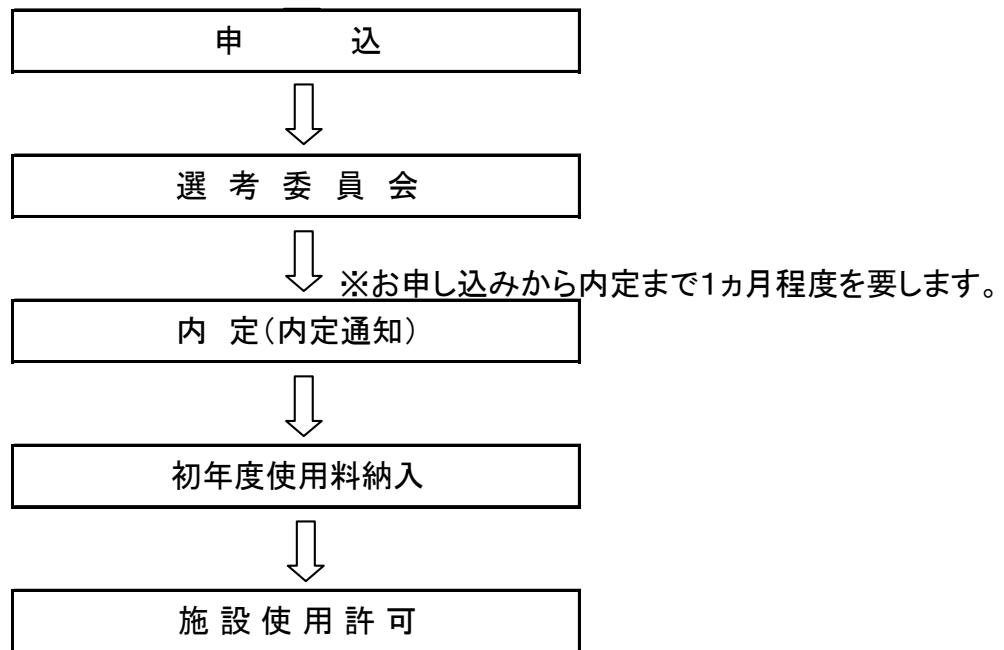 申　　　込
選 考 委 員 会
※お申し込みから内定まで1ヵ月程度を要します。
内　定(内定通知)
初年度使用料納入
施 設 使 用 許 可